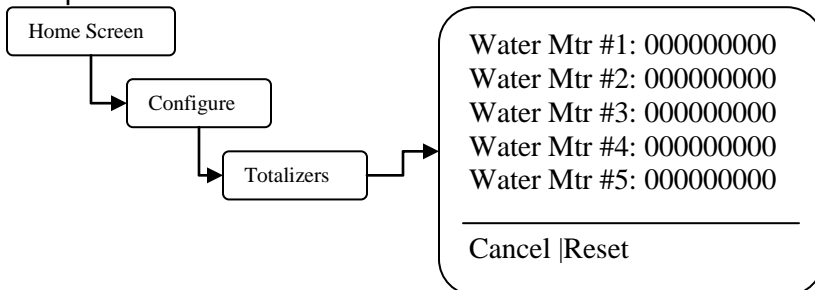 Home Screen
Configure
Totalizers
Water Mtr #1: 000000000
Water Mtr #2: 000000000
Water Mtr #3: 000000000
Water Mtr #4: 000000000
Water Mtr #5: 000000000
Cancel |Reset